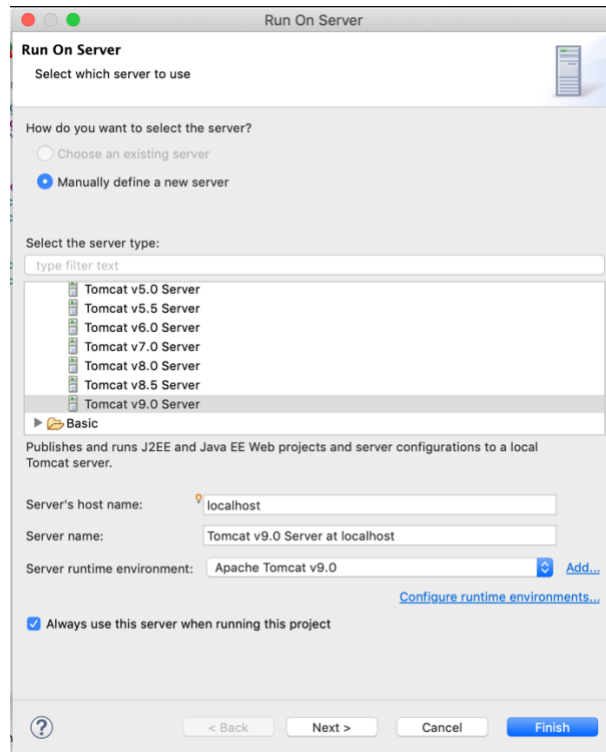 Run On Server
Run On Server
Select which server to use
How do you want to select the server?
Choose an existing server
Manually define a new server
Select the server type:
type filter text
Tomcat v5.0 Server
Tomcat v5.5 Server
Tomcat v6.0 Server
Tomcat v7.0 Server
Tomcat v8.0 Server
Tomcat v8.5 Server
Tomcat v9.0 Server
Basic
Publishes and runs J2EE and Java EE Web projects and server configurations to a local
Tomcat server.
Server's host name: localhost
Server name: Tomcat v9.0 Server at localhost
Server runtime environment: Apache Tomcat v9.0 Add...
Configure runtime environments...
Always use this server when running this project
? < Back Next > Cancel Finish